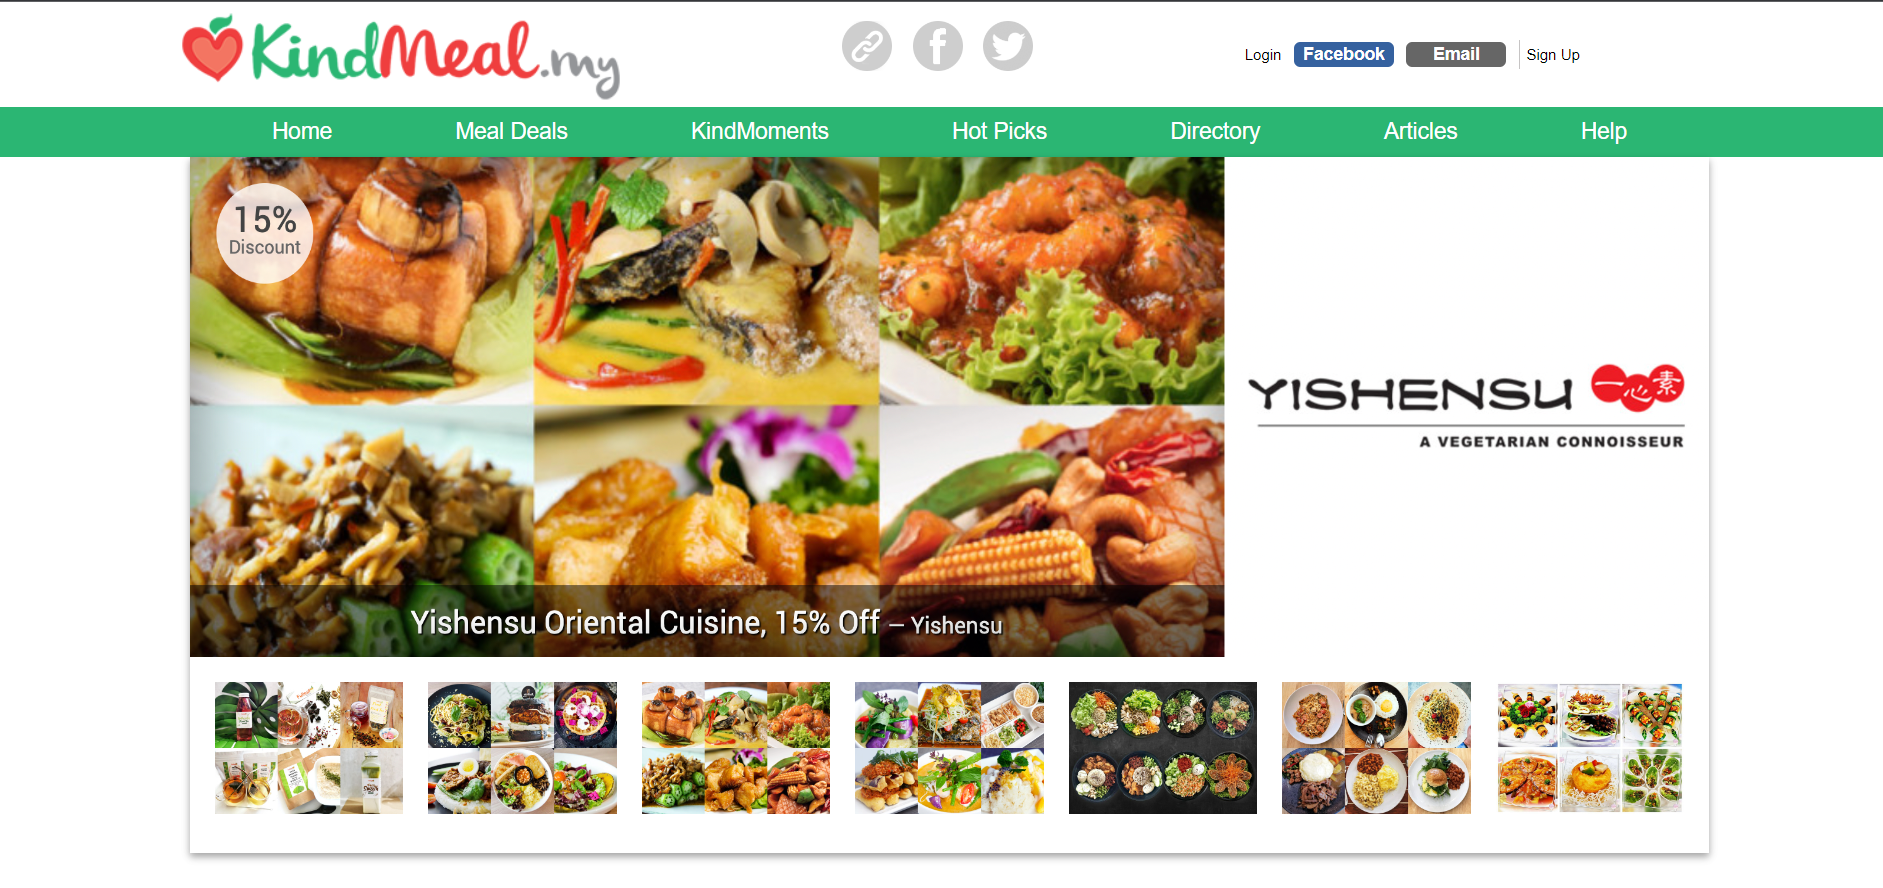 KindMeal.my
Login Facebook Email Sign Up
Home Meal Deals KindMoments Hot Picks Directory Articles Help
15%
Discount
YISHENSU 一心素
A VEGETARIAN CONNOISSEUR
Yishensu Oriental Cuisine, 15% Off – Yishensu